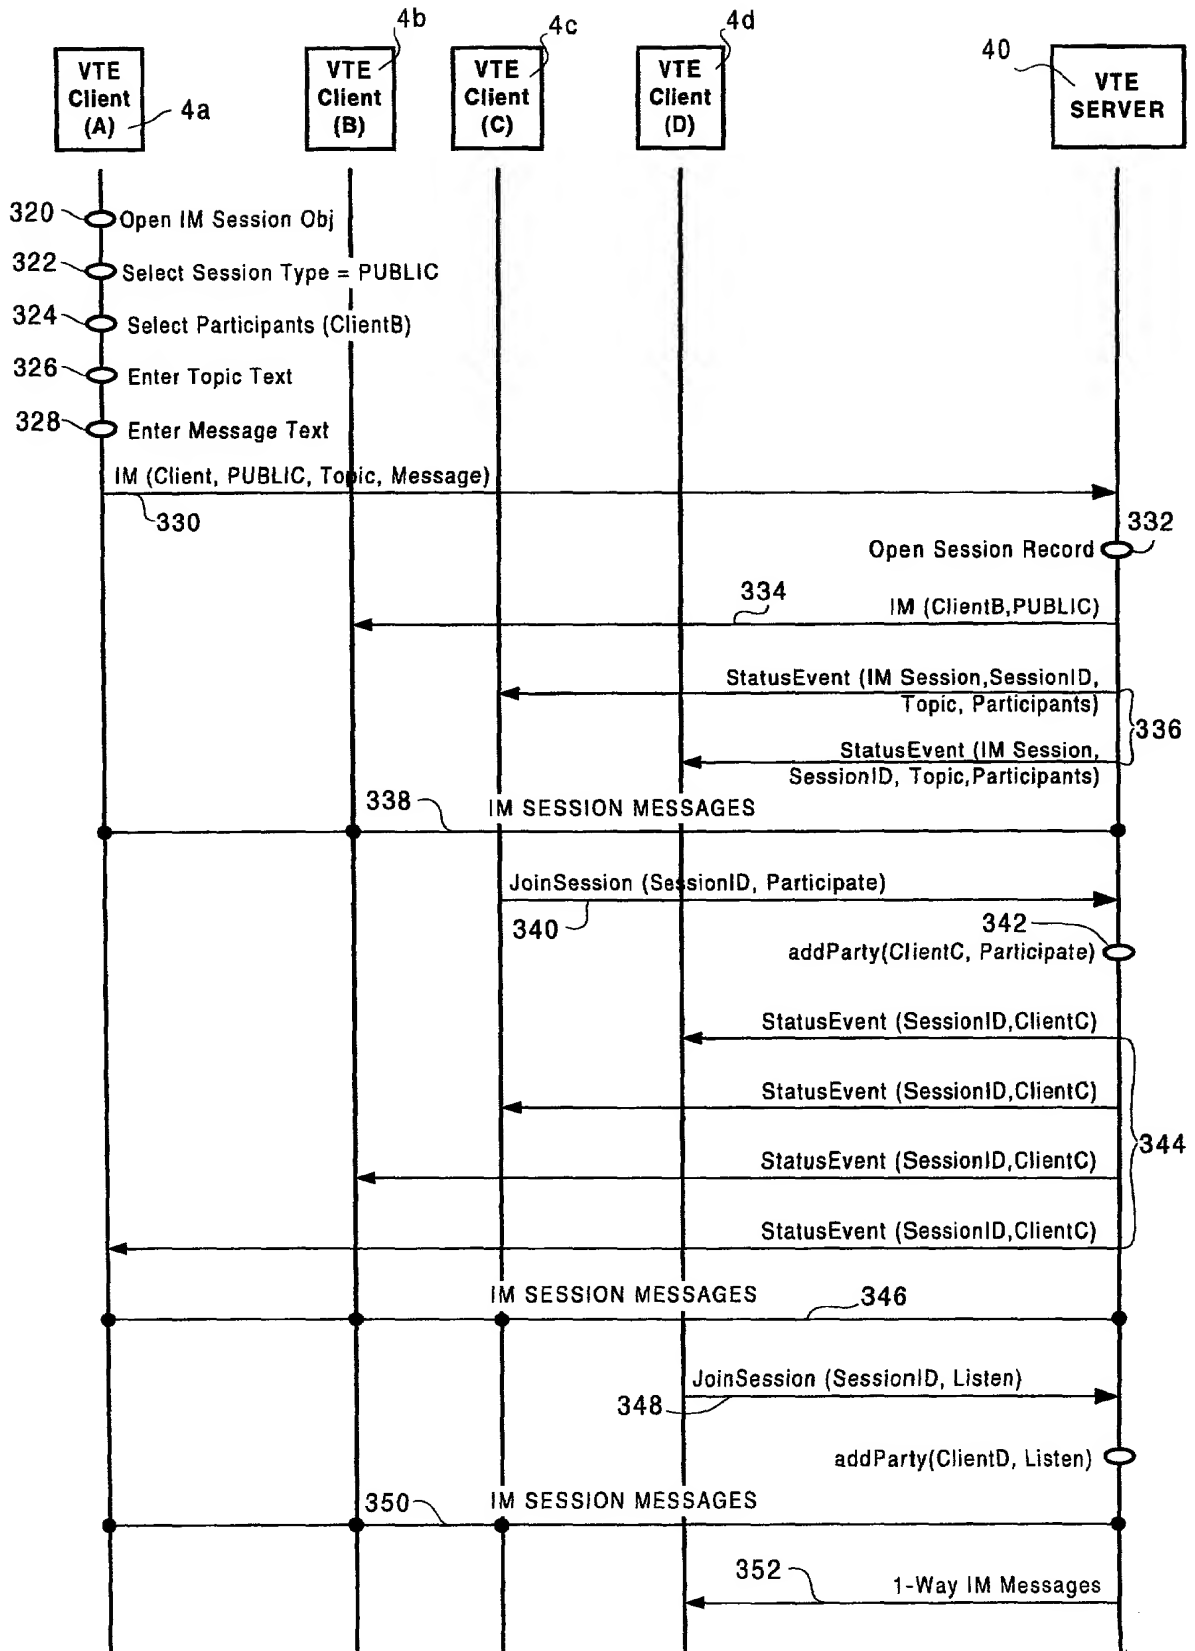 4b
4c
4d
40
VTE
Client
(A)
4a
VTE
Client
(B)
VTE
Client
(C)
VTE
Client
(D)
VTE
SERVER
320
Open IM Session Obj
322
Select Session Type = PUBLIC
324
Select Participants (ClientB)
326
Enter Topic Text
328
Enter Message Text
IM (Client, PUBLIC, Topic, Message)
330
332
Open Session Record
334
IM (ClientB,PUBLIC)
StatusEvent (IM Session,SessionID,
Topic, Participants)
336
StatusEvent (IM Session,
SessionID, Topic,Participants)
338
IM SESSION MESSAGES
JoinSession (SessionID, Participate)
340
342
addParty(ClientC, Participate)
StatusEvent (SessionID,ClientC)
StatusEvent (SessionID,ClientC)
344
StatusEvent (SessionID,ClientC)
StatusEvent (SessionID,ClientC)
IM SESSION MESSAGES
346
JoinSession (SessionID, Listen)
348
addParty(ClientD, Listen)
350
IM SESSION MESSAGES
352
1-Way IM Messages